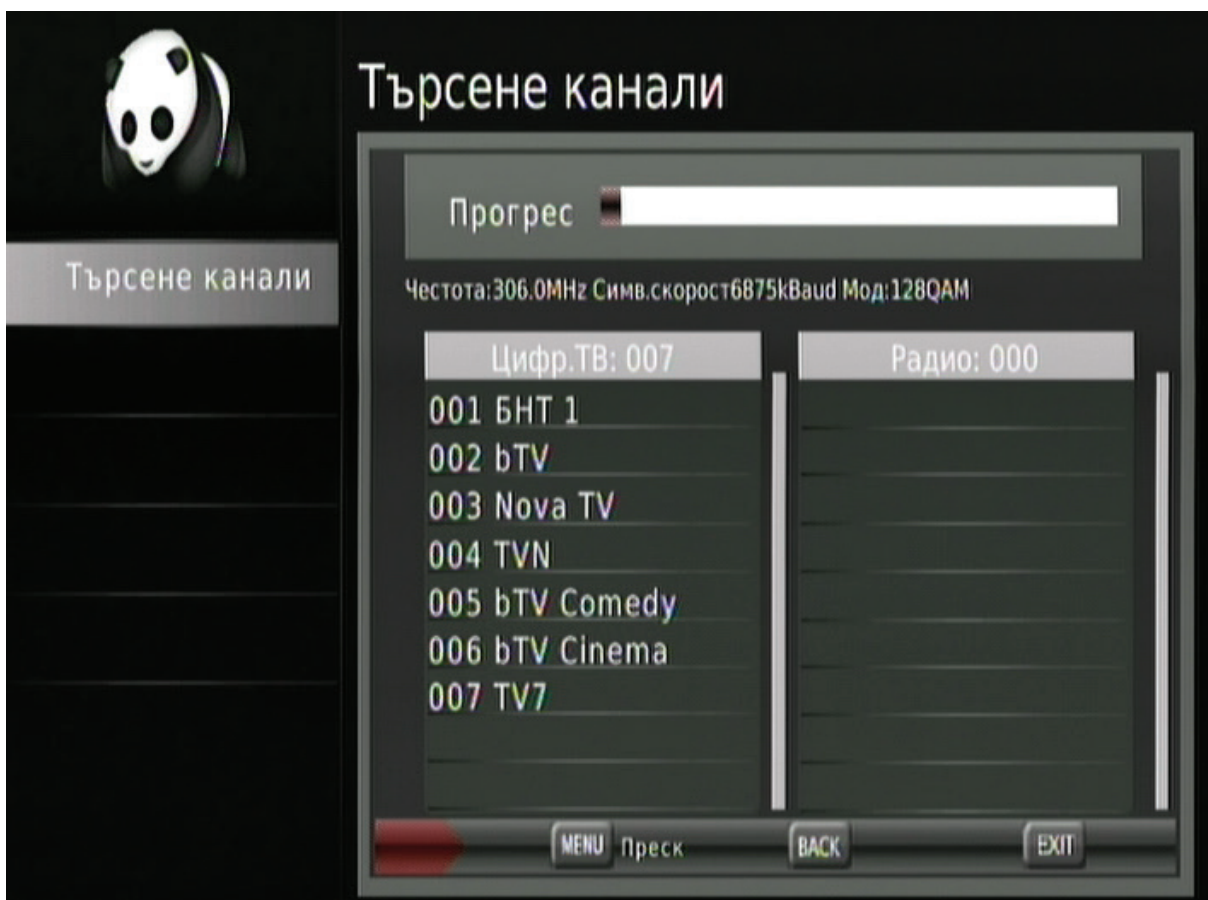 Търсене канали
Търсене канали
Прогрес
Честота:306.0MHz Симв.скорост6875kBaud Мод:128QAM
Цифр.ТВ: 007
Радио: 000
001 БНТ 1
002 bTV
003 Nova TV
004 TVN
005 bTV Comedy
006 bTV Cinema
007 TV7
MENU Преск
BACK
EXIT